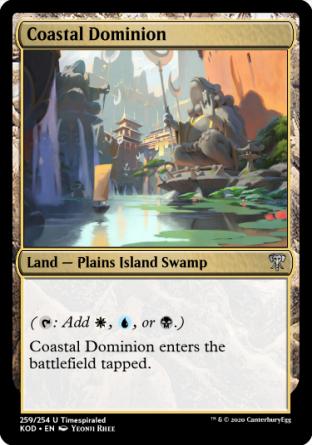 Coastal Dominion
Land — Plains Island Swamp
( : Add , , or .)
Coastal Dominion enters the
battlefield tapped.
259/254 U Timespiraled
KOD • EN Yeonji Rhee
™ & © 2020 CanterburyEgg